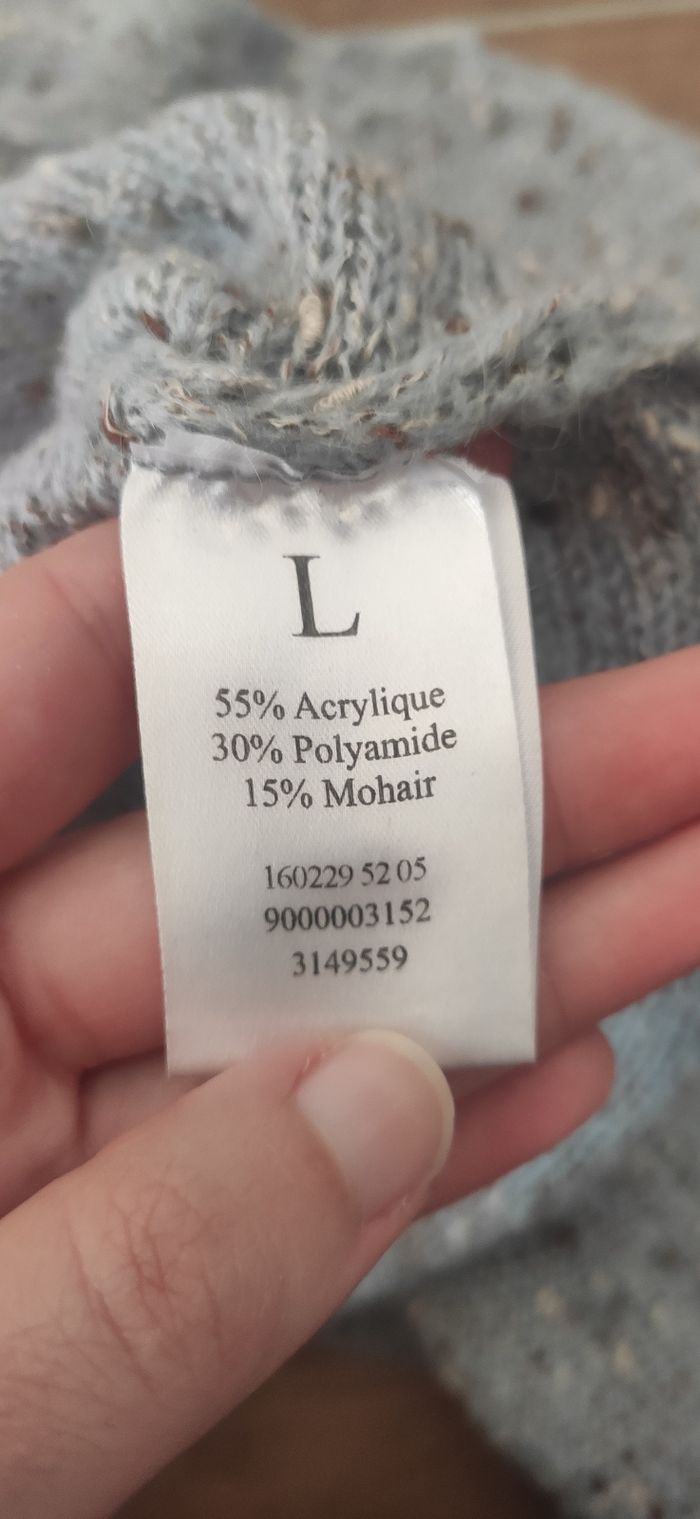 L
55% Acrylique
30% Polyamide
15% Mohair
160229 52 05
9000003152
3149559